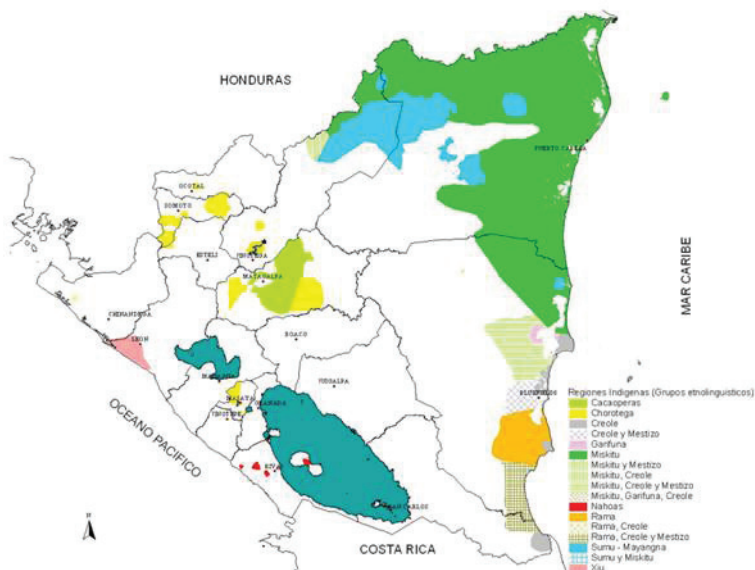 HONDURAS
PUERTO CABEZA
OCOTAL
SOMOTO
ESTELI
JINOTEGA
MATAGALPA
CHINANDEGA
LEON
BOACO
JUIGALPA
MASAYA
GRANADA
JINOTEPE
RIVAS
SAN CARLOS
BLUEFIELDS
MAR CARIBE
OCEANO PACIFICO
COSTA RICA
N
Regiones Indigenas (Grupos etnolinguisticos)
Cacaoperas
Chorotega
Creole
Creole y Mestizo
Garifuna
Miskitu
Miskitu y Mestizo
Miskitu, Creole
Miskitu, Creole y Mestizo
Miskitu, Garifuna, Creole
Nahoas
Rama
Rama, Creole
Rama, Creole y Mestizo
Sumu - Mayangna
Sumu y Miskitu
Xiu